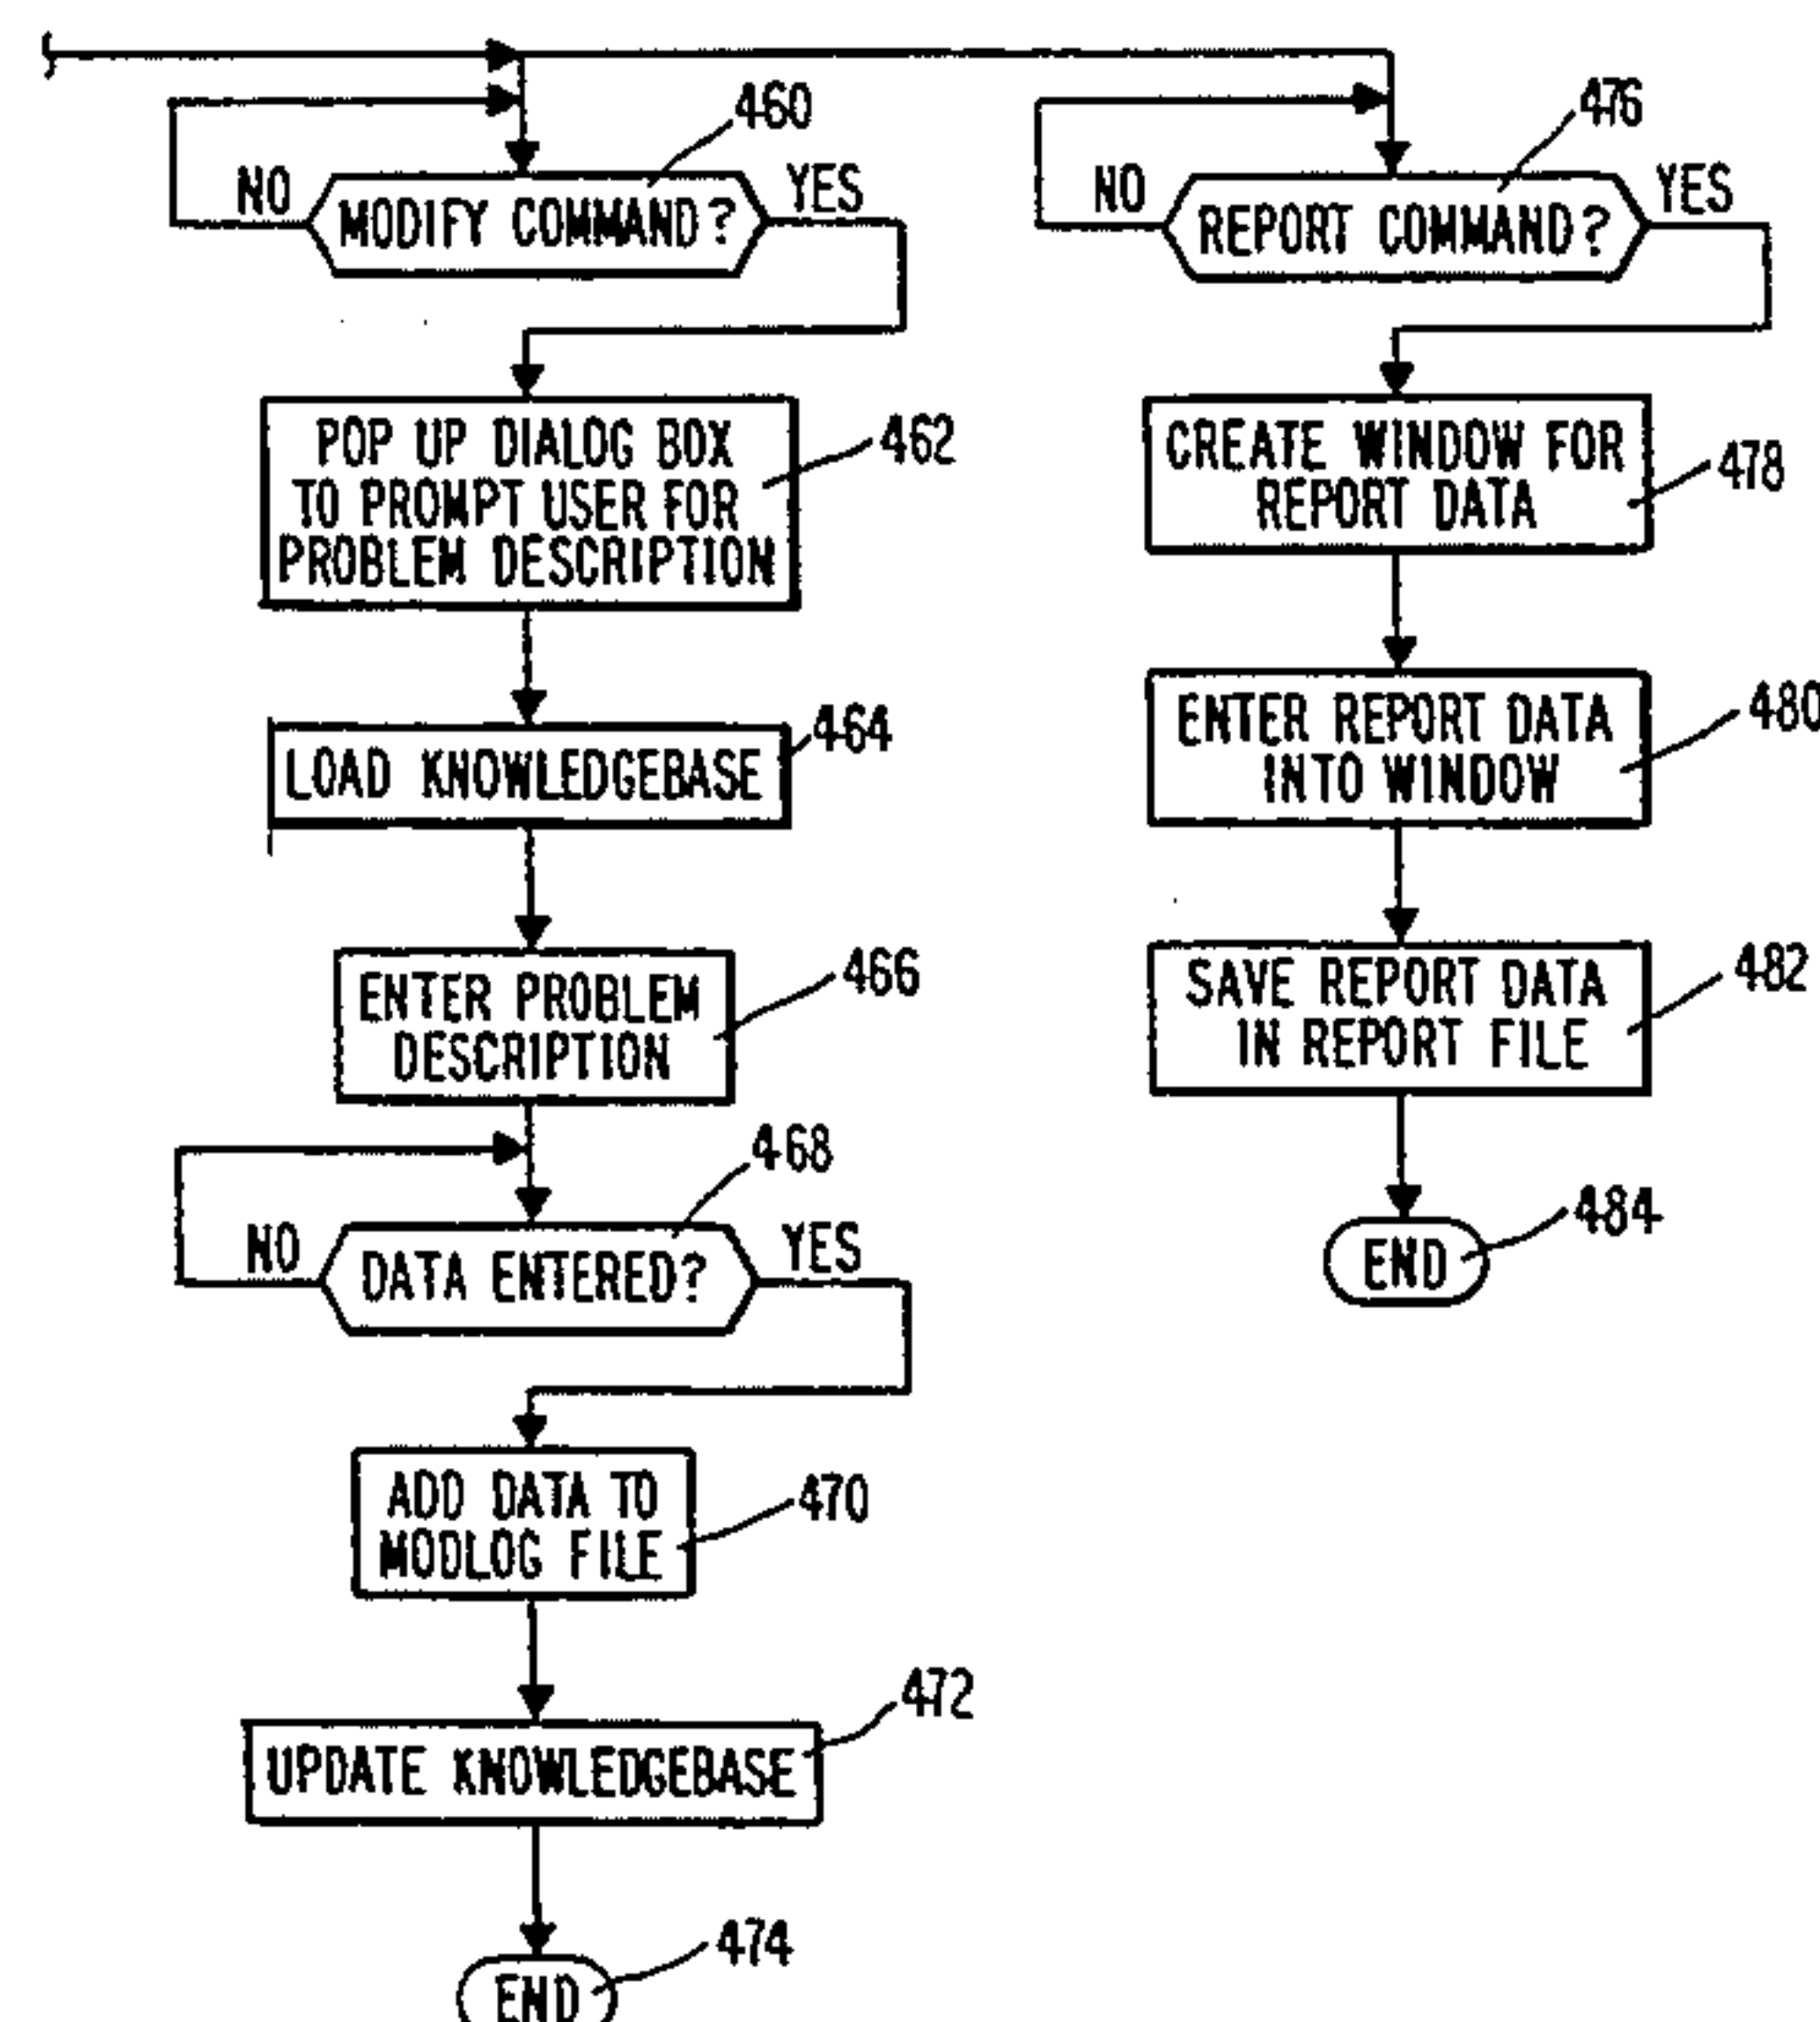 460
NO
MODIFY COMMAND?
YES
POP UP DIALOG BOX
TO PROMPT USER FOR
PROBLEM DESCRIPTION
462
LOAD KNOWLEDGEBASE
464
ENTER PROBLEM
DESCRIPTION
466
468
NO
DATA ENTERED?
YES
ADD DATA TO
MODLOG FILE
470
UPDATE KNOWLEDGEBASE
472
END
474
476
NO
REPORT COMMAND?
YES
CREATE WINDOW FOR
REPORT DATA
478
ENTER REPORT DATA
INTO WINDOW
480
SAVE REPORT DATA
IN REPORT FILE
482
END
484